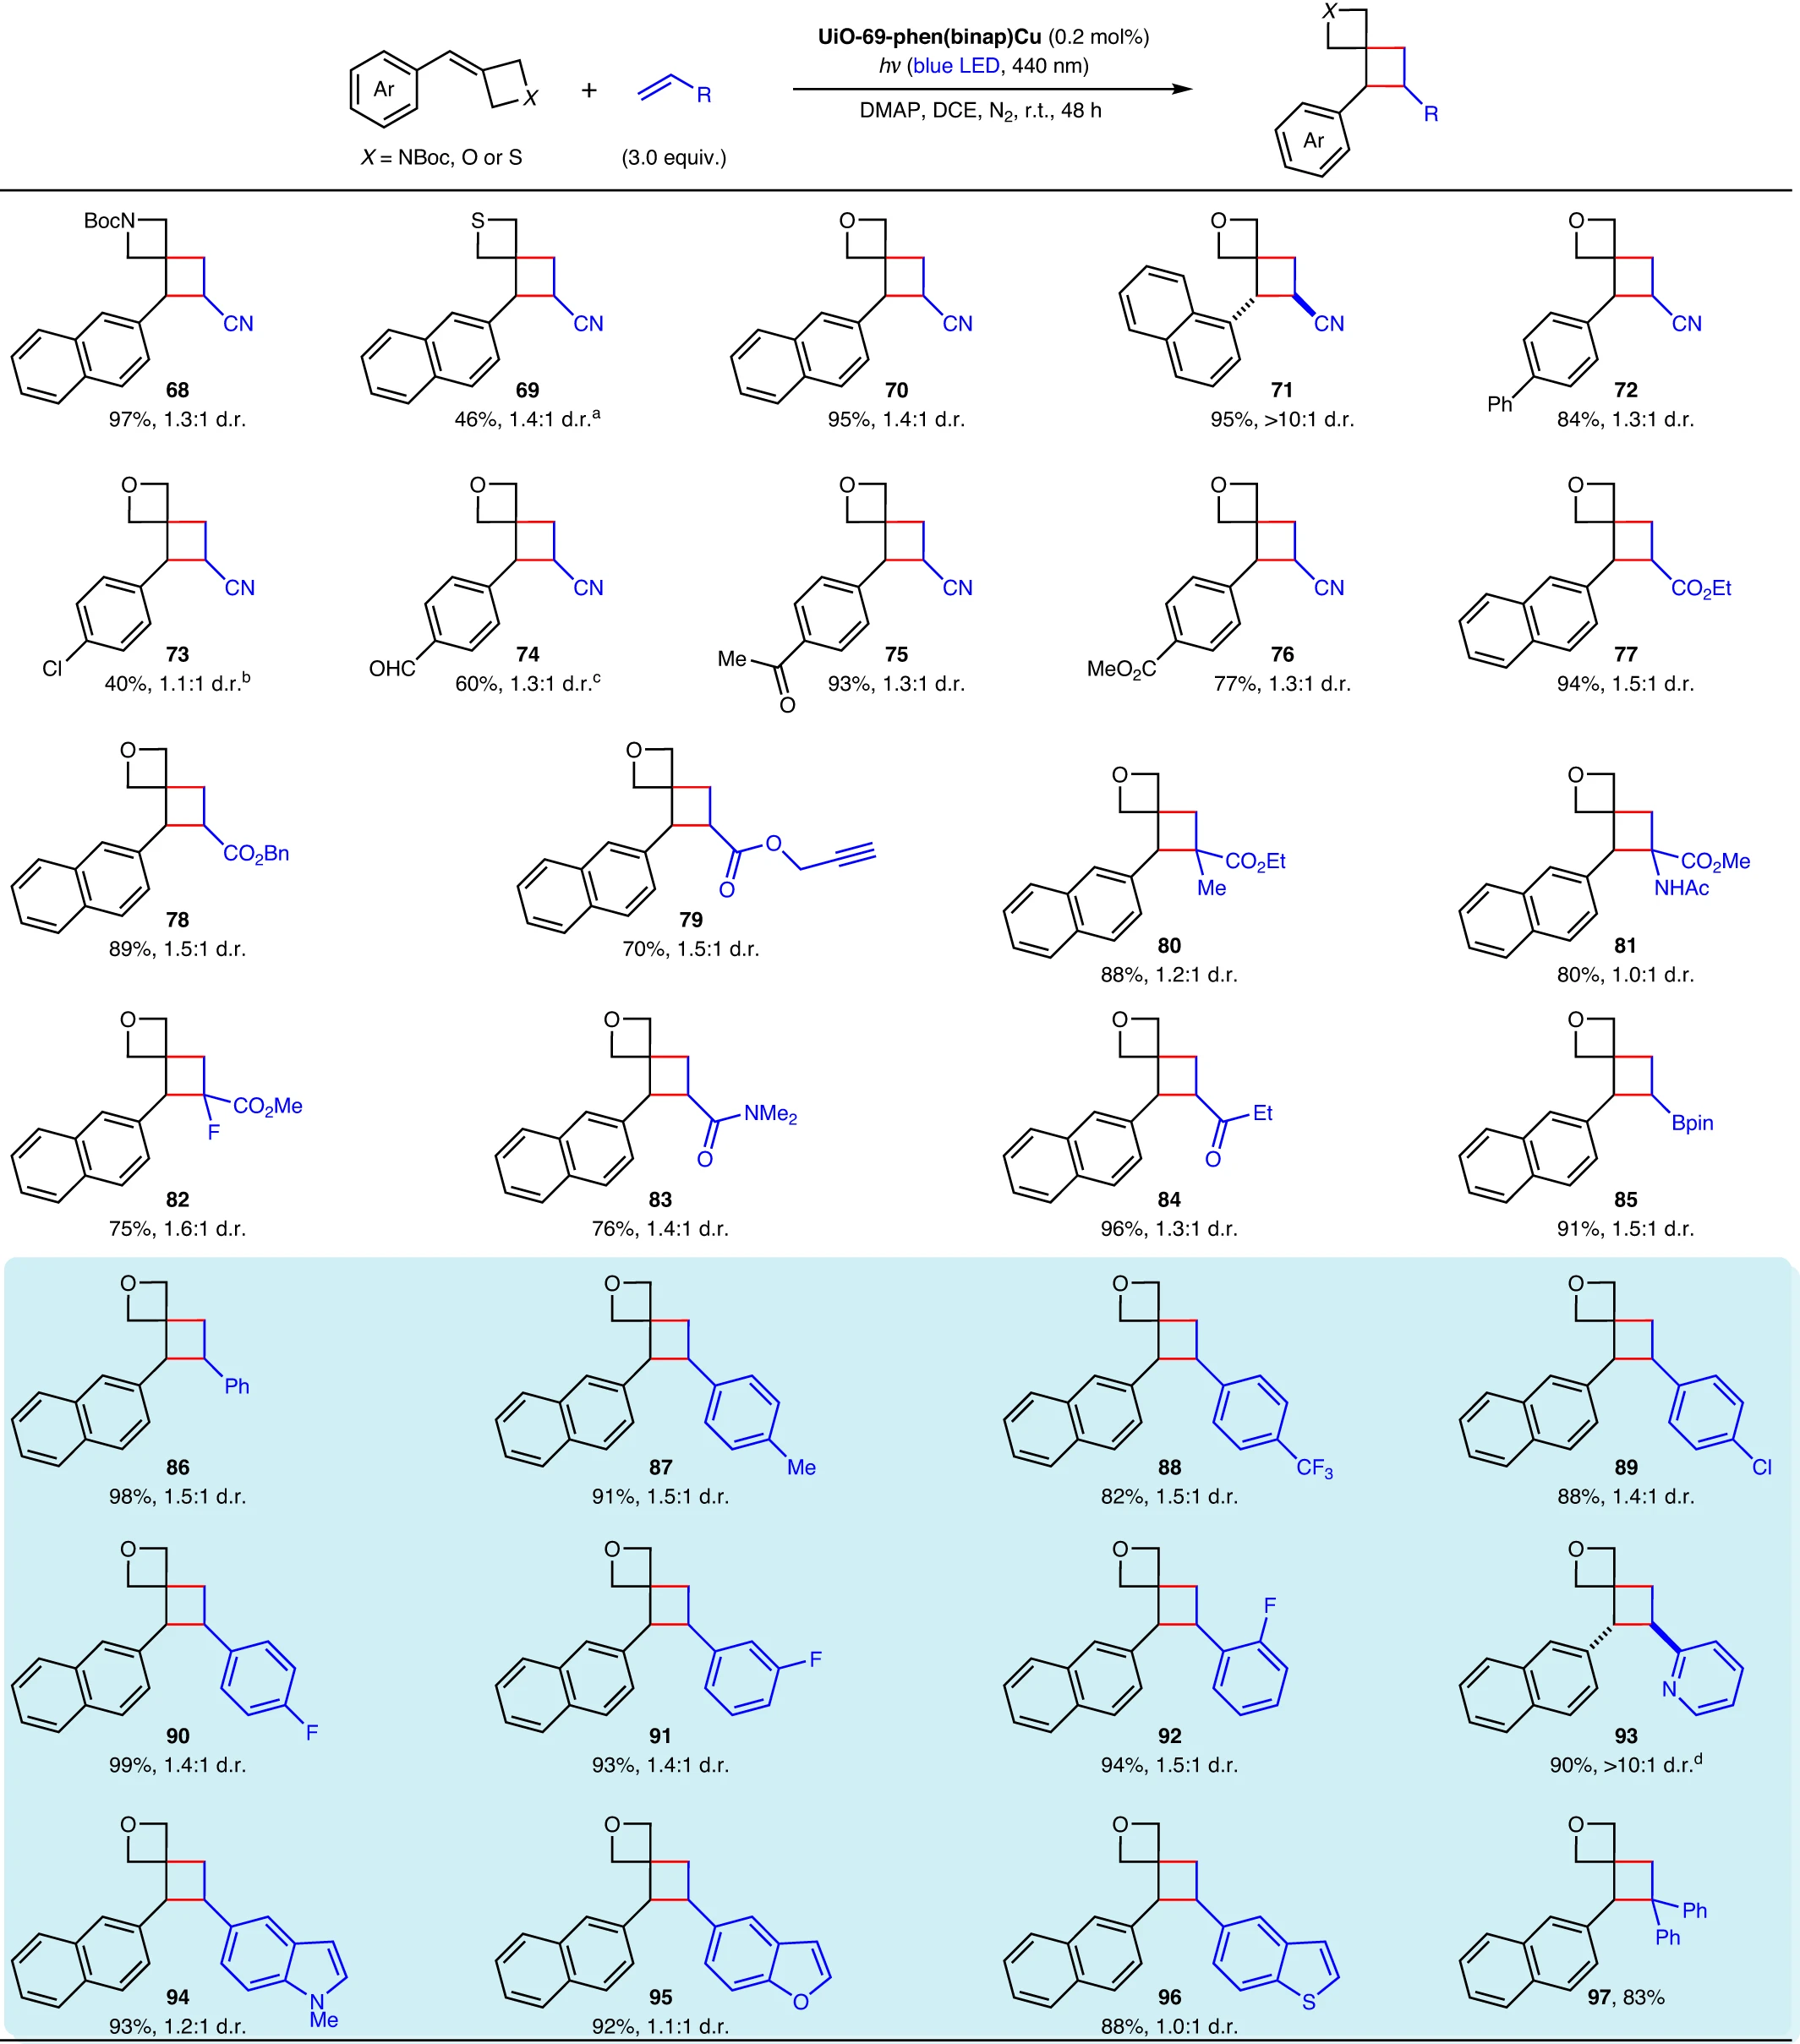 X
UiO-69-phen(binap)Cu (0.2 mol%)
hν (blue LED, 440 nm)
DMAP, DCE, N2, r.t., 48 h
Ar
X
+
R
R
Ar
X = NBoc, O or S
(3.0 equiv.)
BocN
CN
68
97%, 1.3:1 d.r.
S
CN
69
46%, 1.4:1 d.r.a
O
CN
70
95%, 1.4:1 d.r.
O
CN
71
95%, >10:1 d.r.
O
CN
Ph
72
84%, 1.3:1 d.r.
O
CN
Cl
73
40%, 1.1:1 d.r.b
O
CN
OHC
74
60%, 1.3:1 d.r.c
O
CN
Me
O
75
93%, 1.3:1 d.r.
O
CN
MeO2C
76
77%, 1.3:1 d.r.
O
CO2Et
77
94%, 1.5:1 d.r.
O
CO2Bn
78
89%, 1.5:1 d.r.
O
O
O
79
70%, 1.5:1 d.r.
O
CO2Et
Me
80
88%, 1.2:1 d.r.
O
CO2Me
NHAc
81
80%, 1.0:1 d.r.
O
CO2Me
F
82
75%, 1.6:1 d.r.
O
NMe2
O
83
76%, 1.4:1 d.r.
O
Et
O
84
96%, 1.3:1 d.r.
O
Bpin
85
91%, 1.5:1 d.r.
O
Ph
86
98%, 1.5:1 d.r.
O
Me
87
91%, 1.5:1 d.r.
O
CF3
88
82%, 1.5:1 d.r.
O
Cl
89
88%, 1.4:1 d.r.
O
F
90
99%, 1.4:1 d.r.
O
F
91
93%, 1.4:1 d.r.
O
F
92
94%, 1.5:1 d.r.
O
N
93
90%, >10:1 d.r.d
O
N
Me
94
93%, 1.2:1 d.r.
O
O
95
92%, 1.1:1 d.r.
O
S
96
88%, 1.0:1 d.r.
O
Ph
Ph
97, 83%